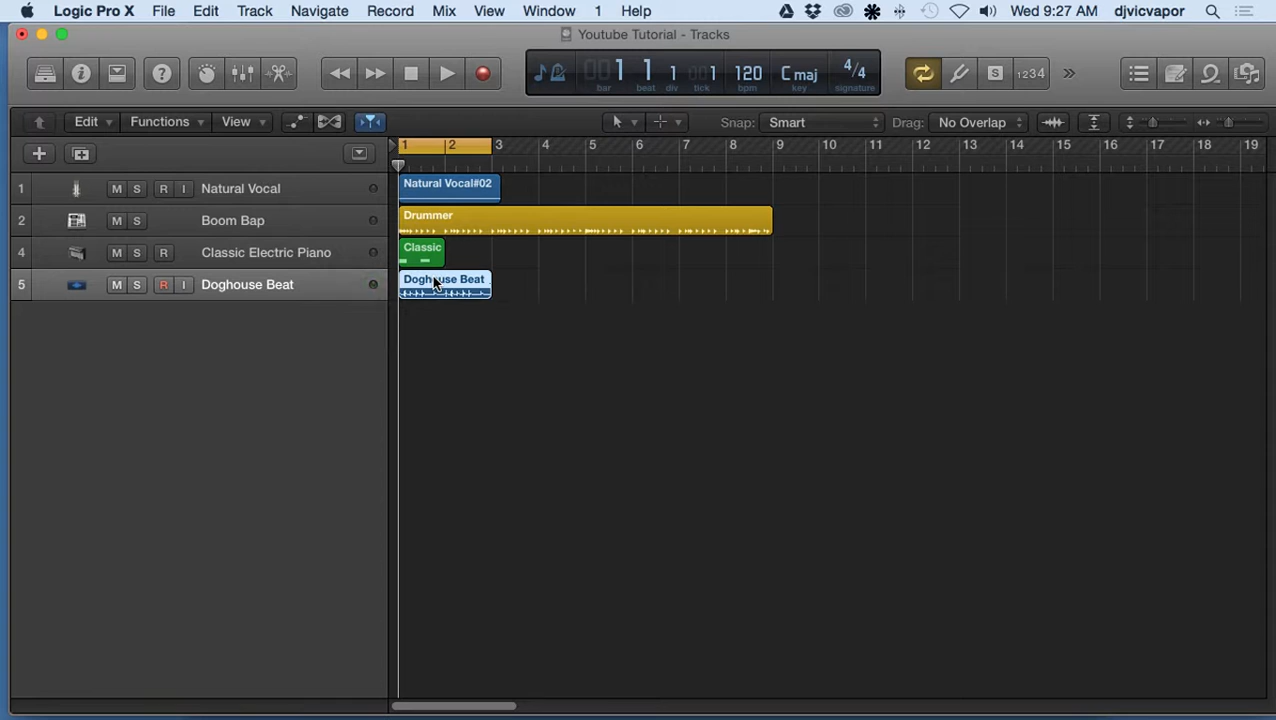 Logic Pro X File Edit Track Navigate Record Mix View Window 1 Help Wed 9:27 AM djvicvapor
Youtube Tutorial - Tracks
001 1 1 1 120 C maj 4/4 1234
bar beat div tick bpm key signature
S
Edit Functions View Snap: Smart Drag: No Overlap
1 2 3 4 5 6 7 8 9 10 11 12 13 14 15 16 17 18 19
1 M S R I Natural Vocal Natural Vocal#02
2 M S Boom Bap Drummer
4 M S R Classic Electric Piano Classic
5 M S R I Doghouse Beat Doghouse Beat